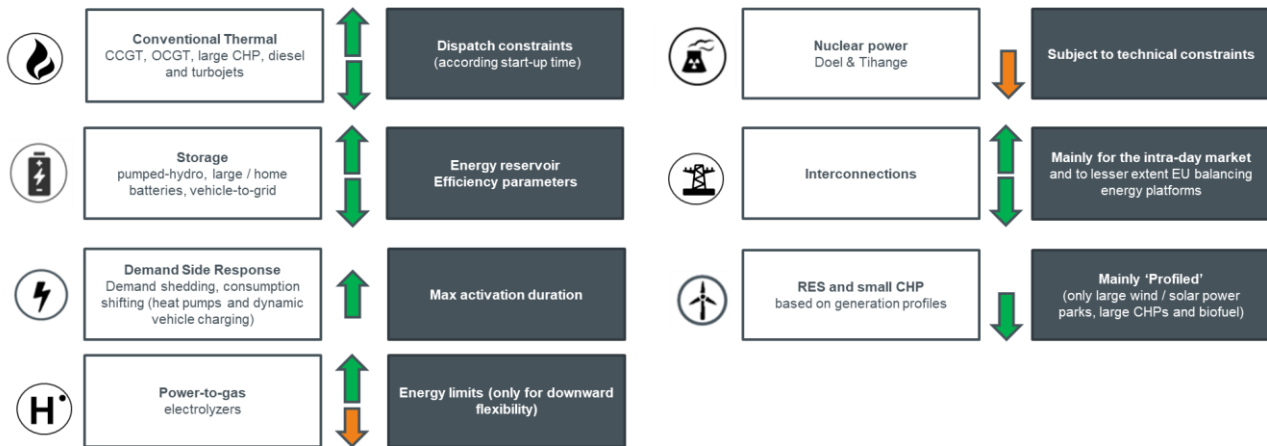 Conventional Thermal
CCGT, OCGT, large CHP, diesel
and turbojets
Dispatch constraints
(according start-up time)
Storage
pumped-hydro, large / home
batteries, vehicle-to-grid
Energy reservoir
Efficiency parameters
Demand Side Response
Demand shedding, consumption
shifting (heat pumps and dynamic
vehicle charging)
Max activation duration
H
Power-to-gas
electrolyzers
Energy limits (only for downward
flexibility)
Nuclear power
Doel & Tihange
Subject to technical constraints
Interconnections
Mainly for the intra-day market
and to lesser extent EU balancing
energy platforms
RES and small CHP
based on generation profiles
Mainly ‘Profiled’
(only large wind / solar power
parks, large CHPs and biofuel)